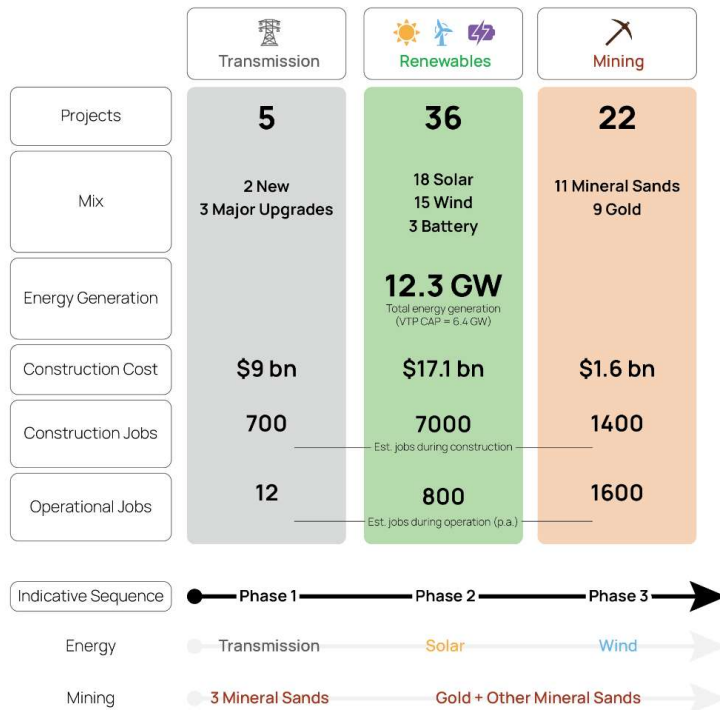 Transmission
Renewables
Mining
Projects
5
36
22
Mix
2 New
3 Major Upgrades
18 Solar
15 Wind
3 Battery
11 Mineral Sands
9 Gold
Energy Generation
12.3 GW
Total energy generation
(VTP CAP = 6.4 GW)
Construction Cost
$9 bn
$17.1 bn
$1.6 bn
Construction Jobs
700
7000
1400
Est. jobs during construction
Operational Jobs
12
800
1600
Est. jobs during operation (p.a.)
Indicative Sequence
Phase 1
Phase 2
Phase 3
Energy
Transmission
Solar
Wind
Mining
3 Mineral Sands
Gold + Other Mineral Sands